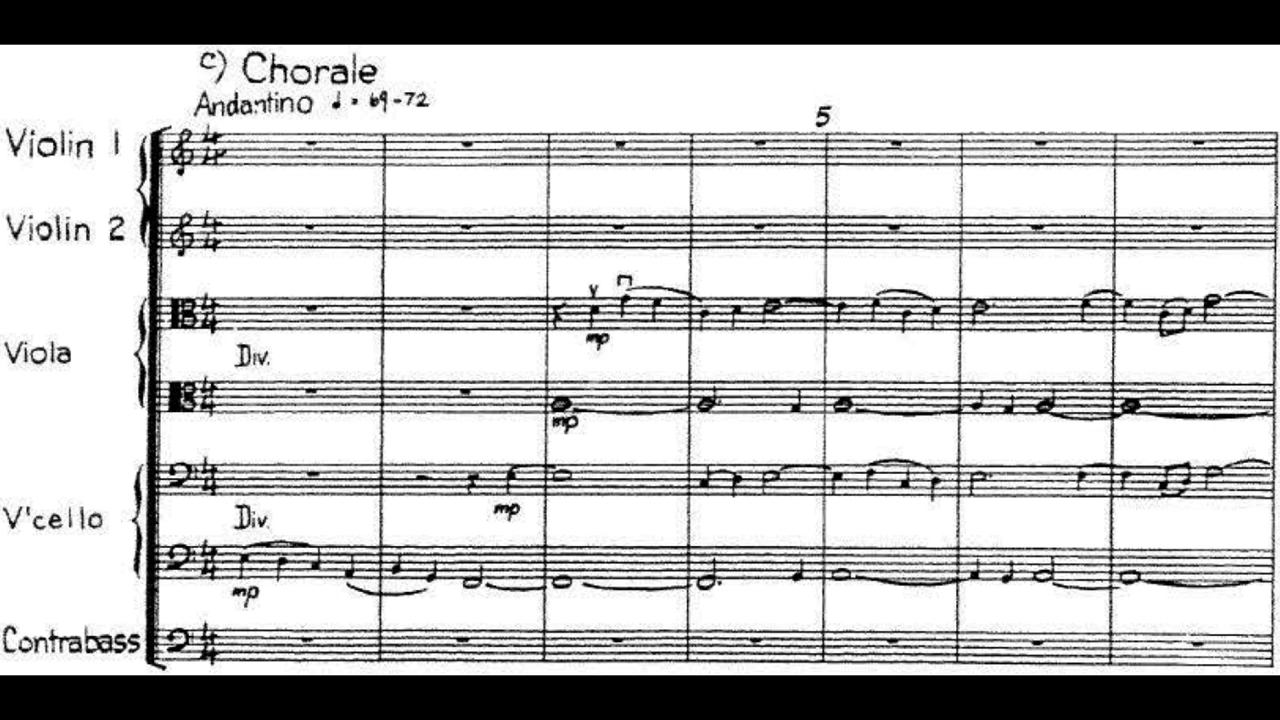 c) Chorale
Andantino ♩ = 69-72
5
Violin 1
Violin 2
Viola
Div.
mp
mp
V'cello
mp
Div.
mp
Contrabass